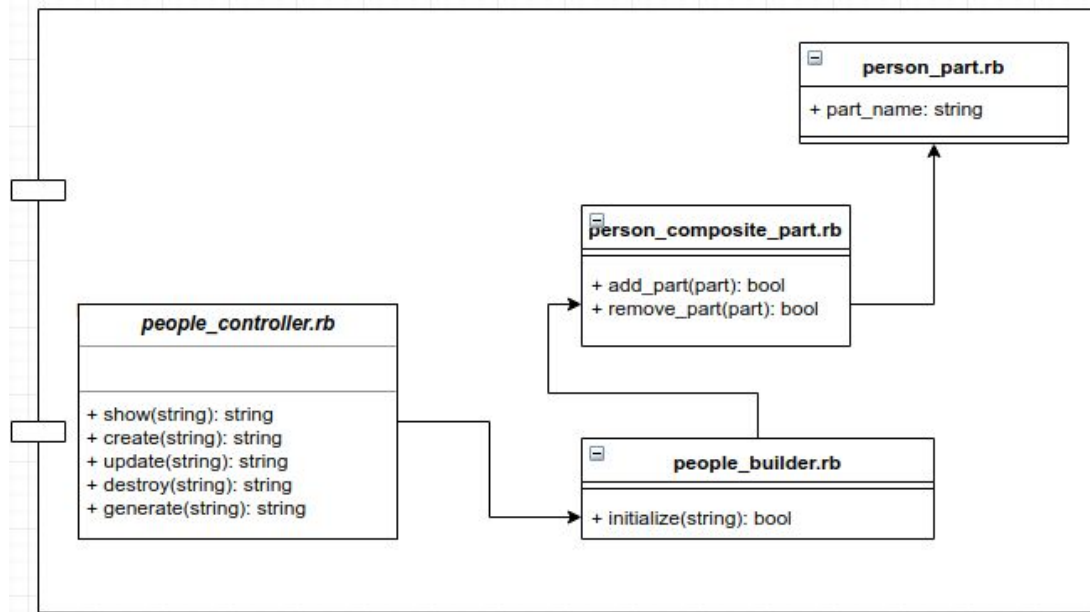 person_part.rb
+ part_name: string
person_composite_part.rb
+ add_part(part): bool
+ remove_part(part): bool
people_controller.rb
+ show(string): string
+ create(string): string
+ update(string): string
+ destroy(string): string
+ generate(string): string
people_builder.rb
+ initialize(string): bool